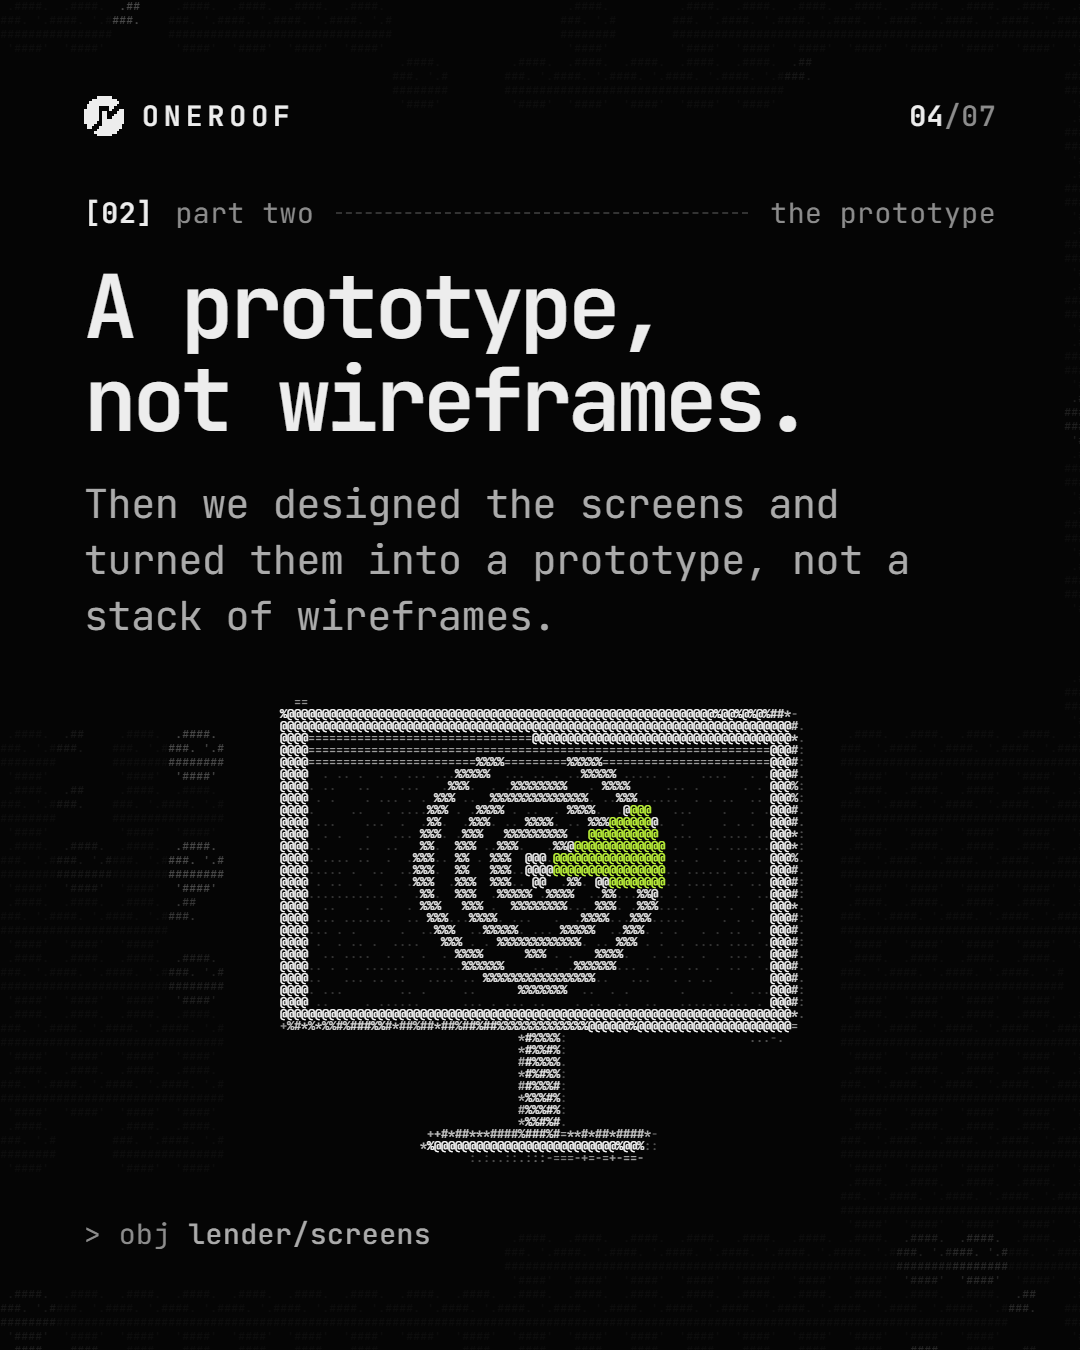 ONEROOF
04/07
[02] part two
the prototype
A prototype,
not wireframes.
Then we designed the screens and
turned them into a prototype, not a
stack of wireframes.
> obj lender/screens